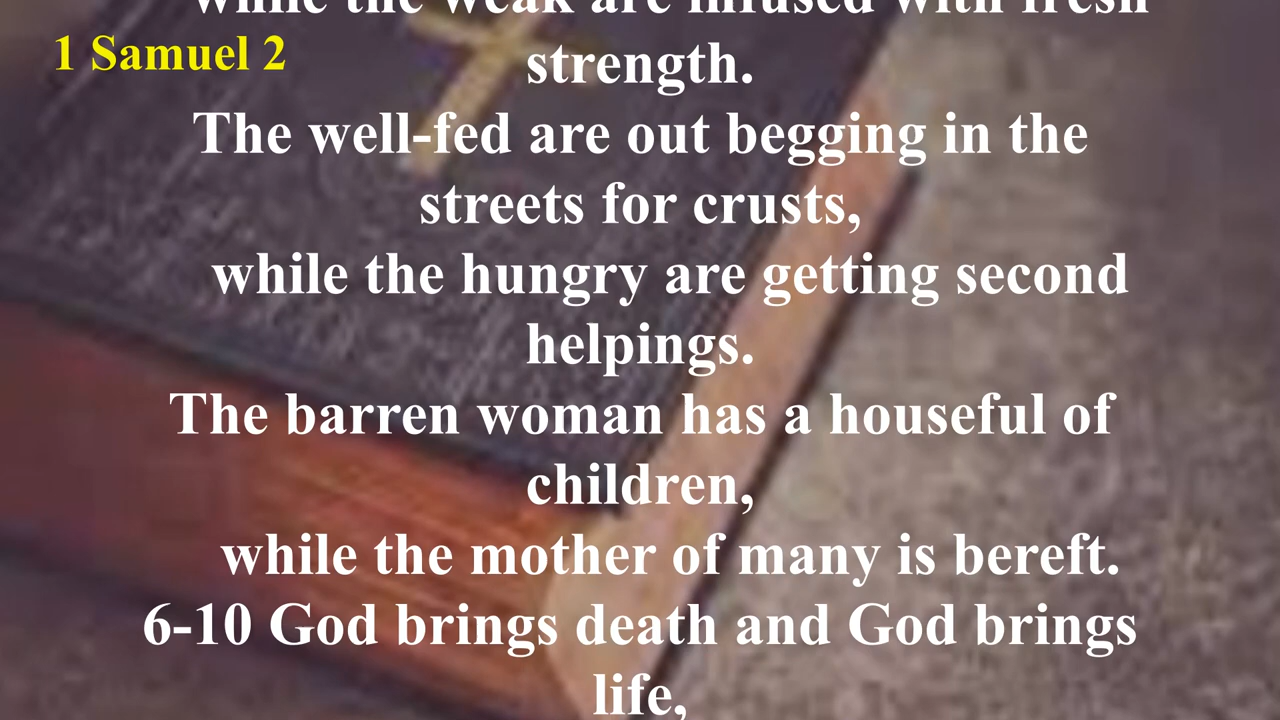 while the weak are infused with fresh
1 Samuel 2
strength.
The well-fed are out begging in the
streets for crusts,
while the hungry are getting second
helpings.
The barren woman has a houseful of
children,
while the mother of many is bereft.
6-10 God brings death and God brings
life,